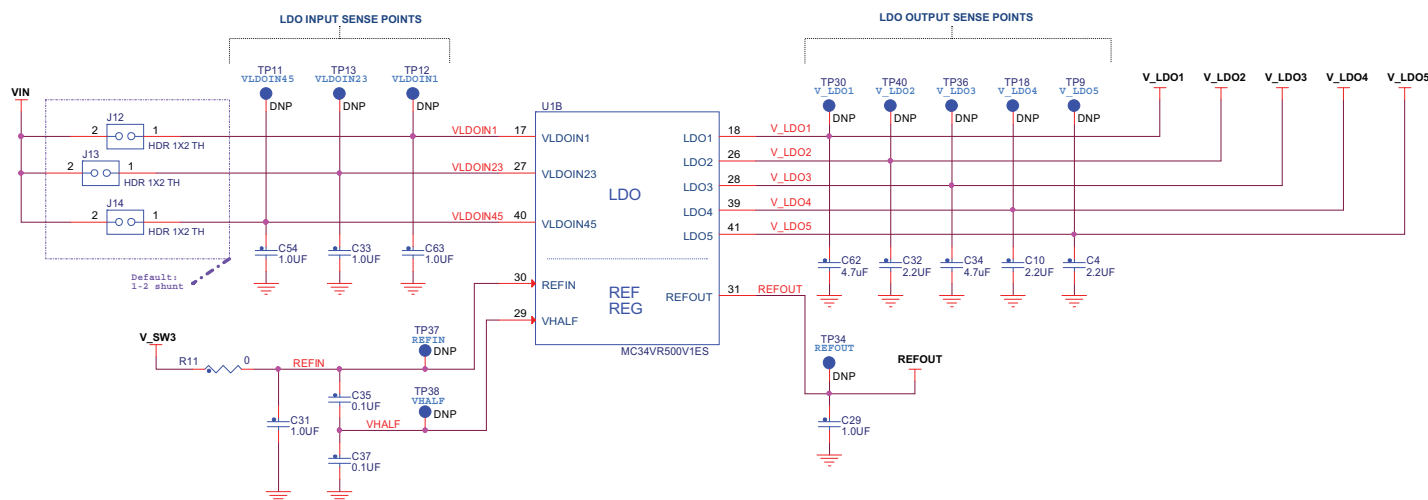 LDO INPUT SENSE POINTS
LDO OUTPUT SENSE POINTS
TP11
VLDOIN45
DNP
TP13
VLDOIN23
DNP
TP12
VLDOIN1
DNP
TP30
V_LDO1
DNP
TP40
V_LDO2
DNP
TP36
V_LDO3
DNP
TP18
V_LDO4
DNP
TP9
V_LDO5
DNP
V_LDO1
V_LDO2
V_LDO3
V_LDO4
V_LDO5
VIN
J12
2
1
HDR 1X2 TH
J13
2
1
HDR 1X2 TH
J14
2
1
HDR 1X2 TH
Default:
1-2 shunt
C54
1.0UF
C33
1.0UF
C63
1.0UF
VLDOIN1
17
VLDOIN23
27
VLDOIN45
40
30
29
U1B
VLDOIN1
VLDOIN23
VLDOIN45
REFIN
VHALF
LDO
REF
REG
LDO1
LDO2
LDO3
LDO4
LDO5
REFOUT
MC34VR500V1ES
18
V_LDO1
26
V_LDO2
28
V_LDO3
39
V_LDO4
41
V_LDO5
31
REFOUT
C62
4.7uF
C32
2.2UF
C34
4.7uF
C10
2.2UF
C4
2.2UF
V_SW3
R11
0
REFIN
TP37
REFIN
DNP
TP38
VHALF
DNP
C31
1.0UF
C35
0.1UF
VHALF
C37
0.1UF
TP34
REFOUT
DNP
REFOUT
C29
1.0UF